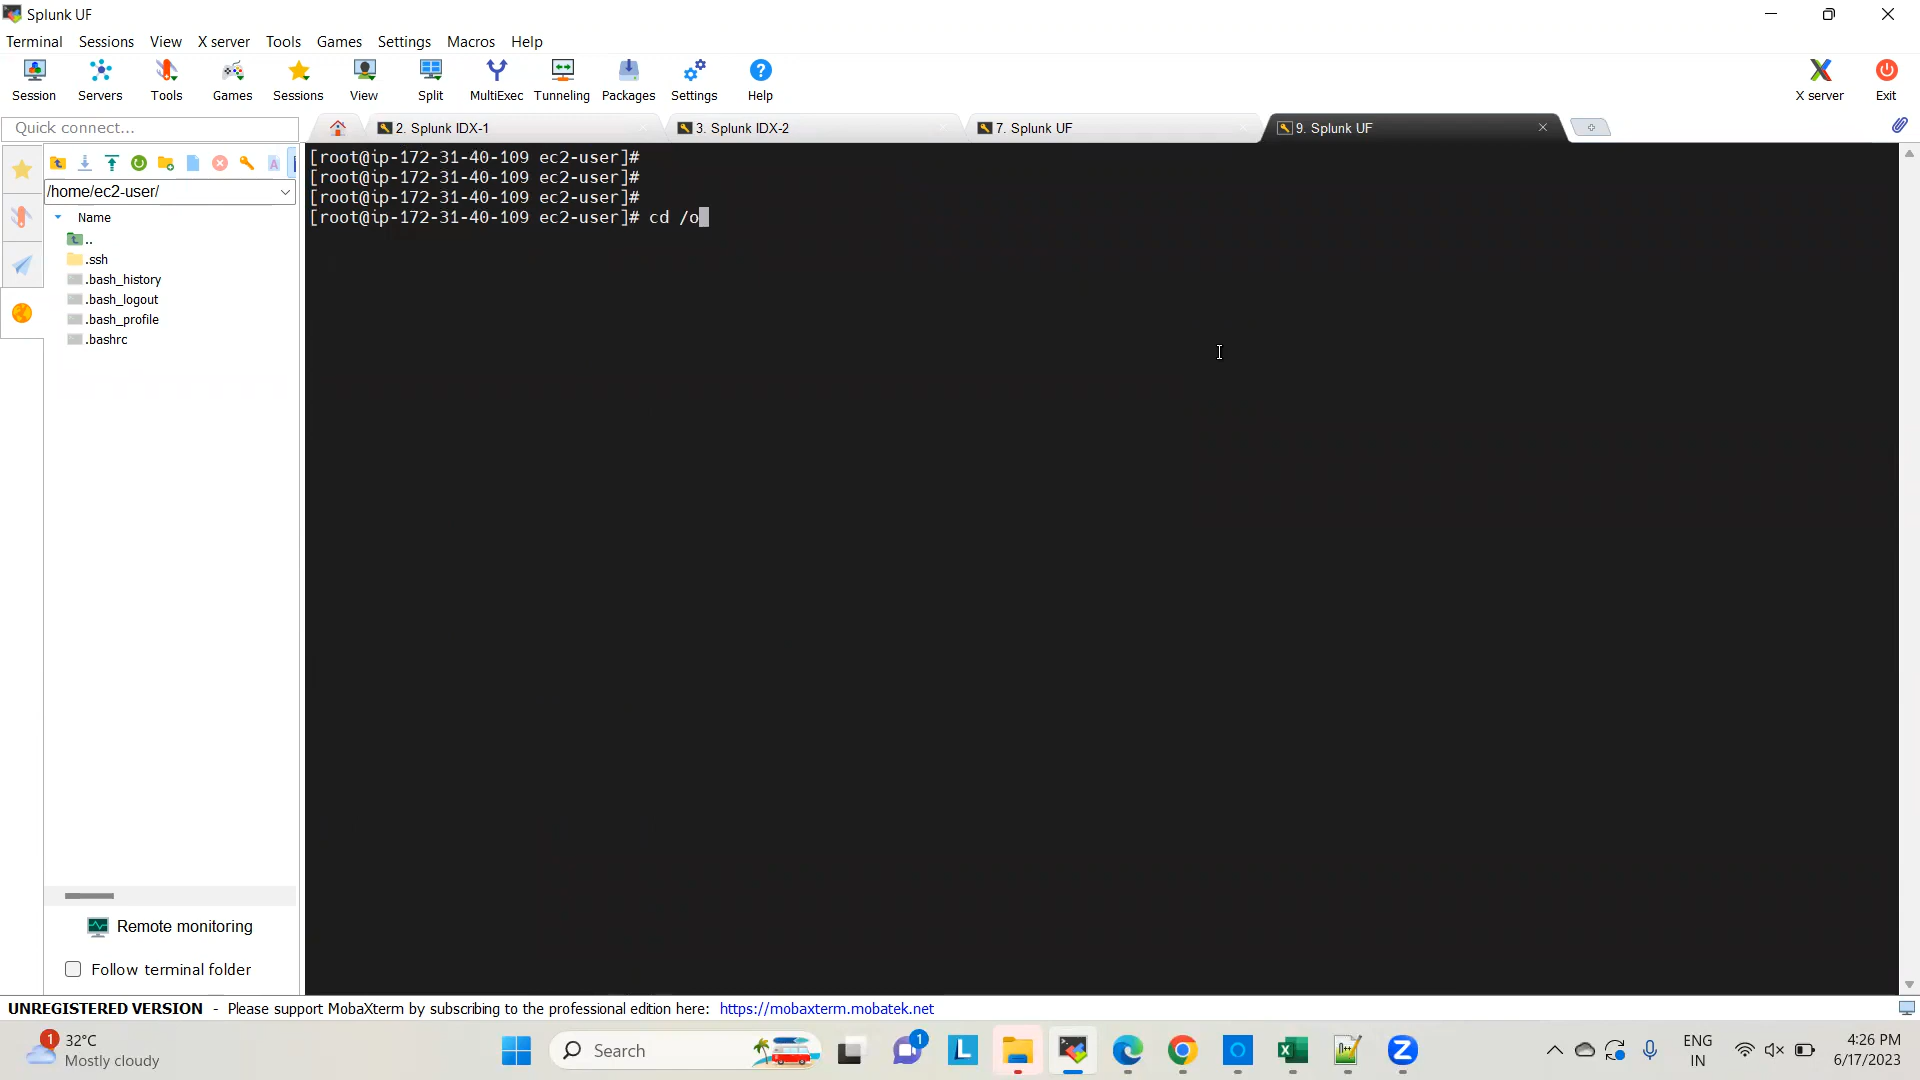 Splunk UF
Terminal Sessions View X server Tools Games Settings Macros Help
Session Servers Tools Games Sessions View Split MultiExec Tunneling Packages Settings Help X server Exit
Quick connect...
2. Splunk IDX-1
3. Splunk IDX-2
7. Splunk UF
9. Splunk UF
/home/ec2-user/
Name
..
.ssh
.bash_history
.bash_logout
.bash_profile
.bashrc
[root@ip-172-31-40-109 ec2-user]#
[root@ip-172-31-40-109 ec2-user]#
[root@ip-172-31-40-109 ec2-user]#
[root@ip-172-31-40-109 ec2-user]# cd /o
Remote monitoring
Follow terminal folder
UNREGISTERED VERSION - Please support MobaXterm by subscribing to the professional edition here: https://mobaxterm.mobatek.net
1
32°C
Mostly cloudy
Search
1
L
ENG
IN
4:26 PM
6/17/2023